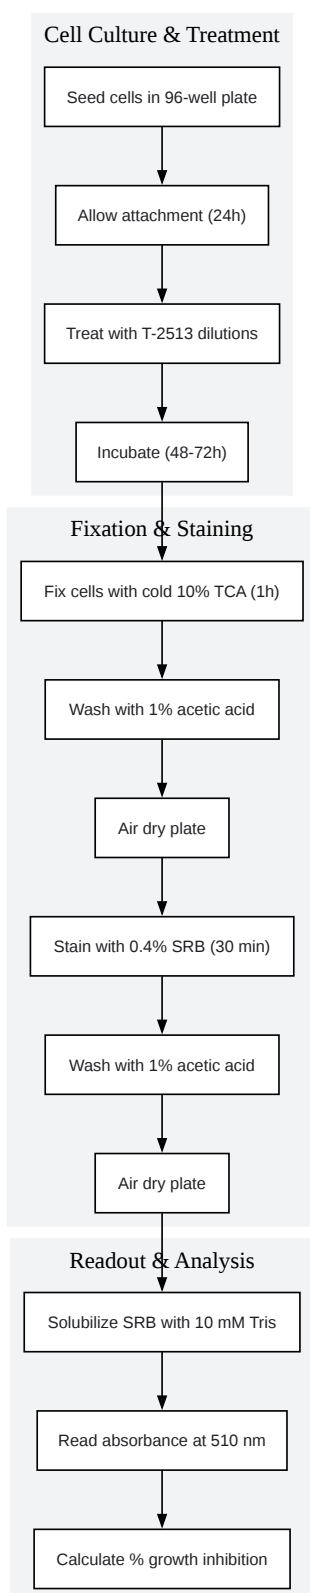 Cell Culture & Treatment
Seed cells in 96-well plate
Allow attachment (24h)
Treat with T-2513 dilutions
Incubate (48-72h)
Fixation & Staining
Fix cells with cold 10% TCA (1h)
Wash with 1% acetic acid
Air dry plate
Stain with 0.4% SRB (30 min)
Wash with 1% acetic acid
Air dry plate
Readout & Analysis
Solubilize SRB with 10 mM Tris
Read absorbance at 510 nm
Calculate % growth inhibition